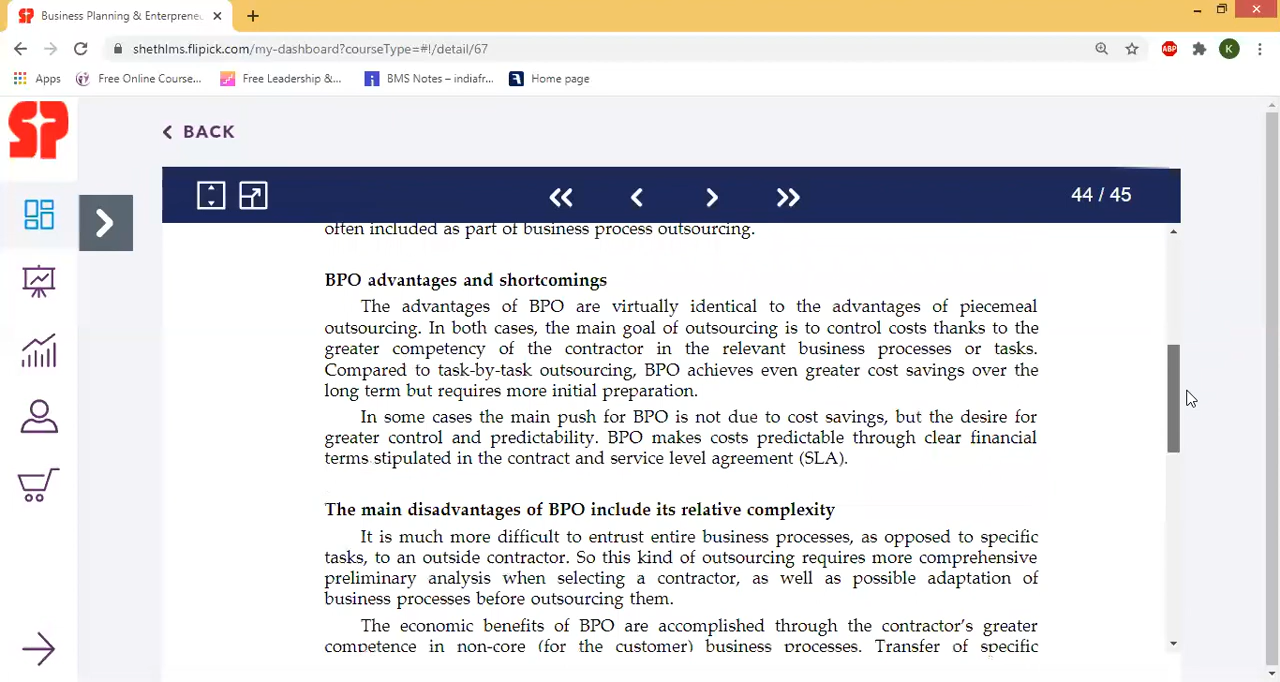 Business Planning & Enterprene
shethlms.flipick.com/my-dashboard?courseType=#!/detail/67
ABP
K
Apps
Free Online Course...
Free Leadership &...
BMS Notes – indiafr...
Home page
SP
BACK
44 / 45
often included as part of business process outsourcing.
BPO advantages and shortcomings
The advantages of BPO are virtually identical to the advantages of piecemeal
outsourcing. In both cases, the main goal of outsourcing is to control costs thanks to the
greater competency of the contractor in the relevant business processes or tasks.
Compared to task-by-task outsourcing, BPO achieves even greater cost savings over the
long term but requires more initial preparation.
In some cases the main push for BPO is not due to cost savings, but the desire for
greater control and predictability. BPO makes costs predictable through clear financial
terms stipulated in the contract and service level agreement (SLA).
The main disadvantages of BPO include its relative complexity
It is much more difficult to entrust entire business processes, as opposed to specific
tasks, to an outside contractor. So this kind of outsourcing requires more comprehensive
preliminary analysis when selecting a contractor, as well as possible adaptation of
business processes before outsourcing them.
The economic benefits of BPO are accomplished through the contractor's greater
competence in non-core (for the customer) business processes. Transfer of specific